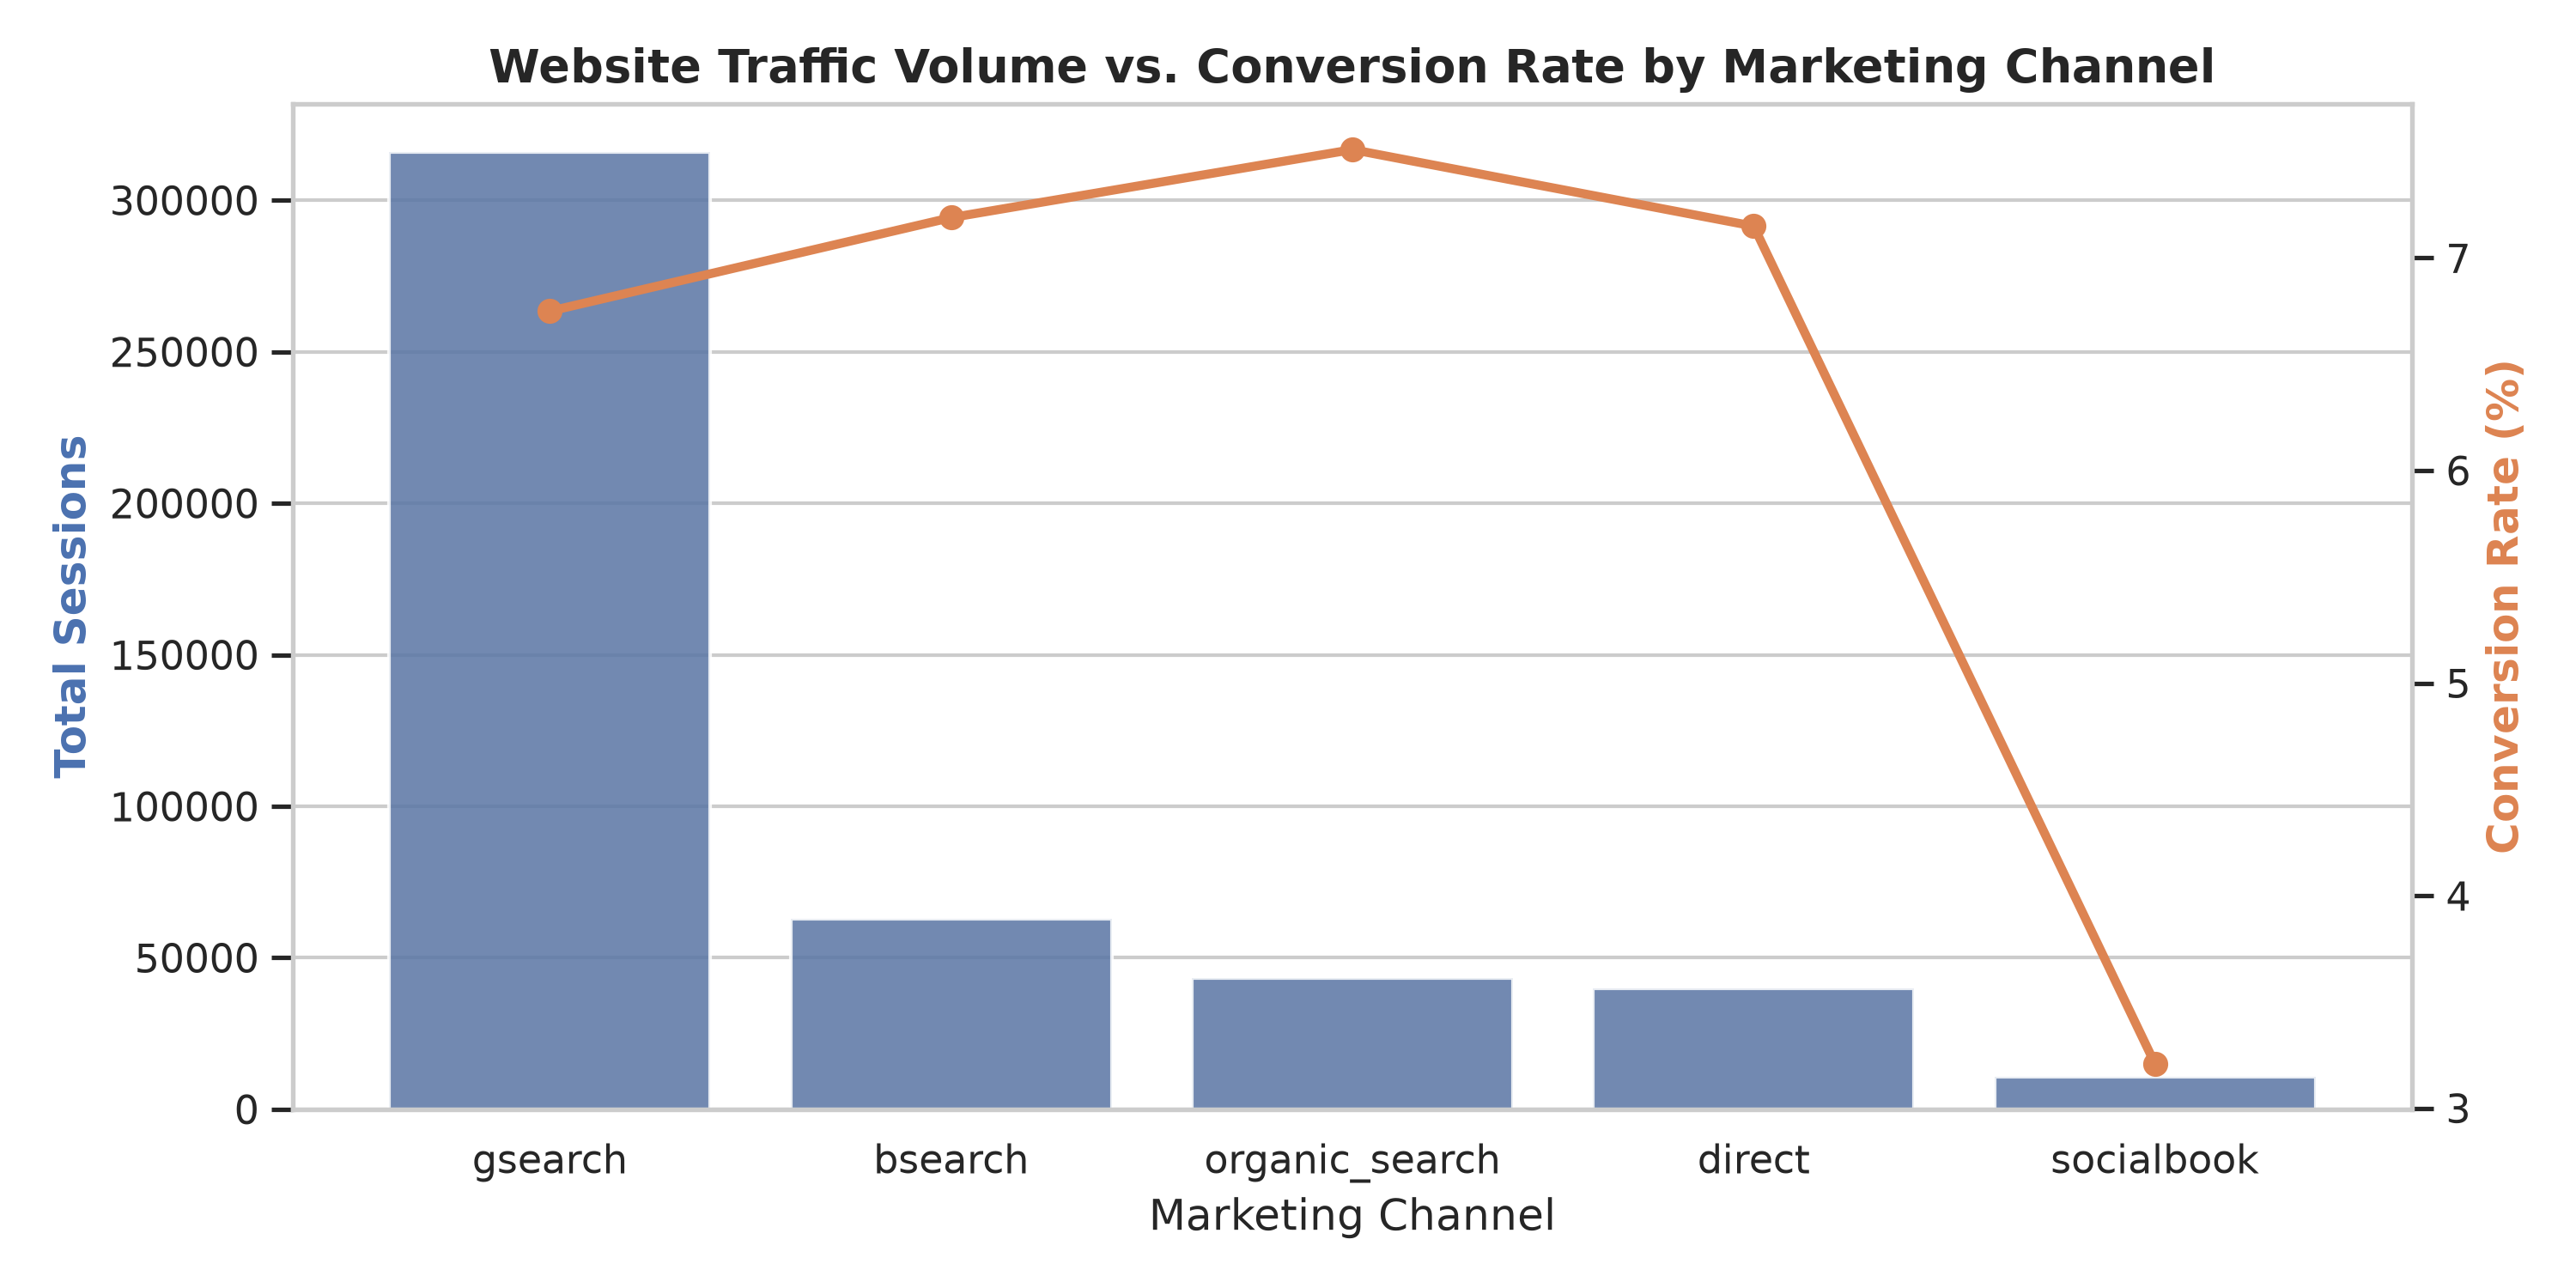 Website Traffic Volume vs. Conversion Rate by Marketing Channel
Total Sessions
300000
250000
200000
150000
100000
50000
0
7
6
5
4
3
Conversion Rate (%)
gsearch
bsearch
organic_search
direct
socialbook
Marketing Channel